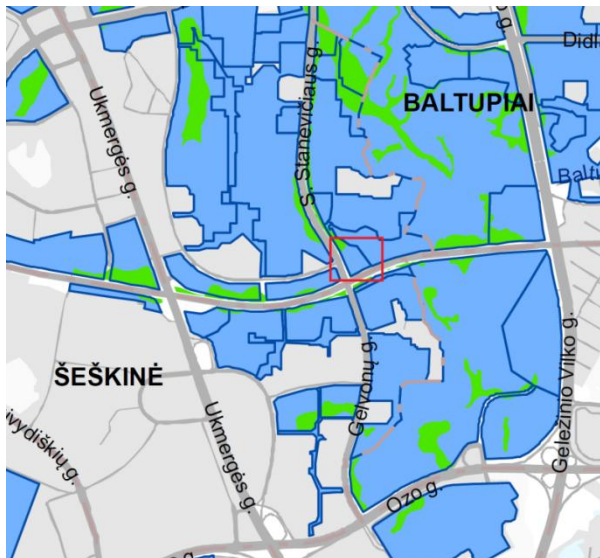 Didl
BALTUPIAI
Ukmergės g.
S. Stanevičiaus g.
Baltu
o g.
ŠEŠKINĖ
Gelvonų g.
Geležinio Vilko g.
Ukmergės g.
ivydiškių g.
Ozo g.
o g.